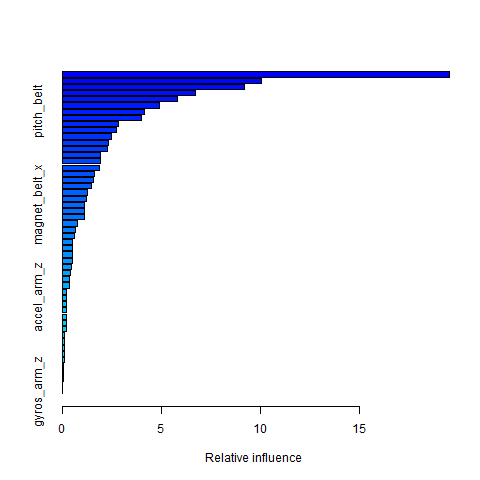 pitch_belt
magnet_belt_x
accel_arm_z
gyros_arm_z
0 5 10 15
Relative influence